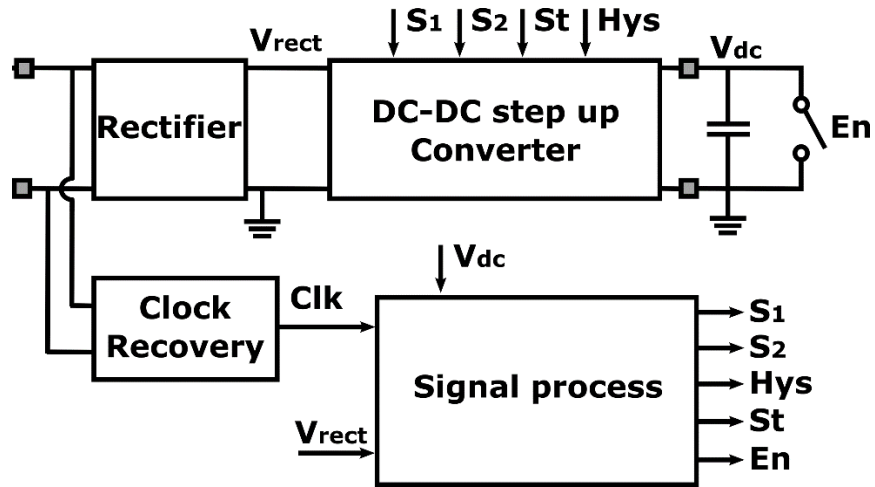 S1 S2 St Hys
Vrect
Vdc
Rectifier
DC-DC step up
Converter
En
Vdc
Clock
Recovery
Clk
Signal process
Vrect
S1
S2
Hys
St
En